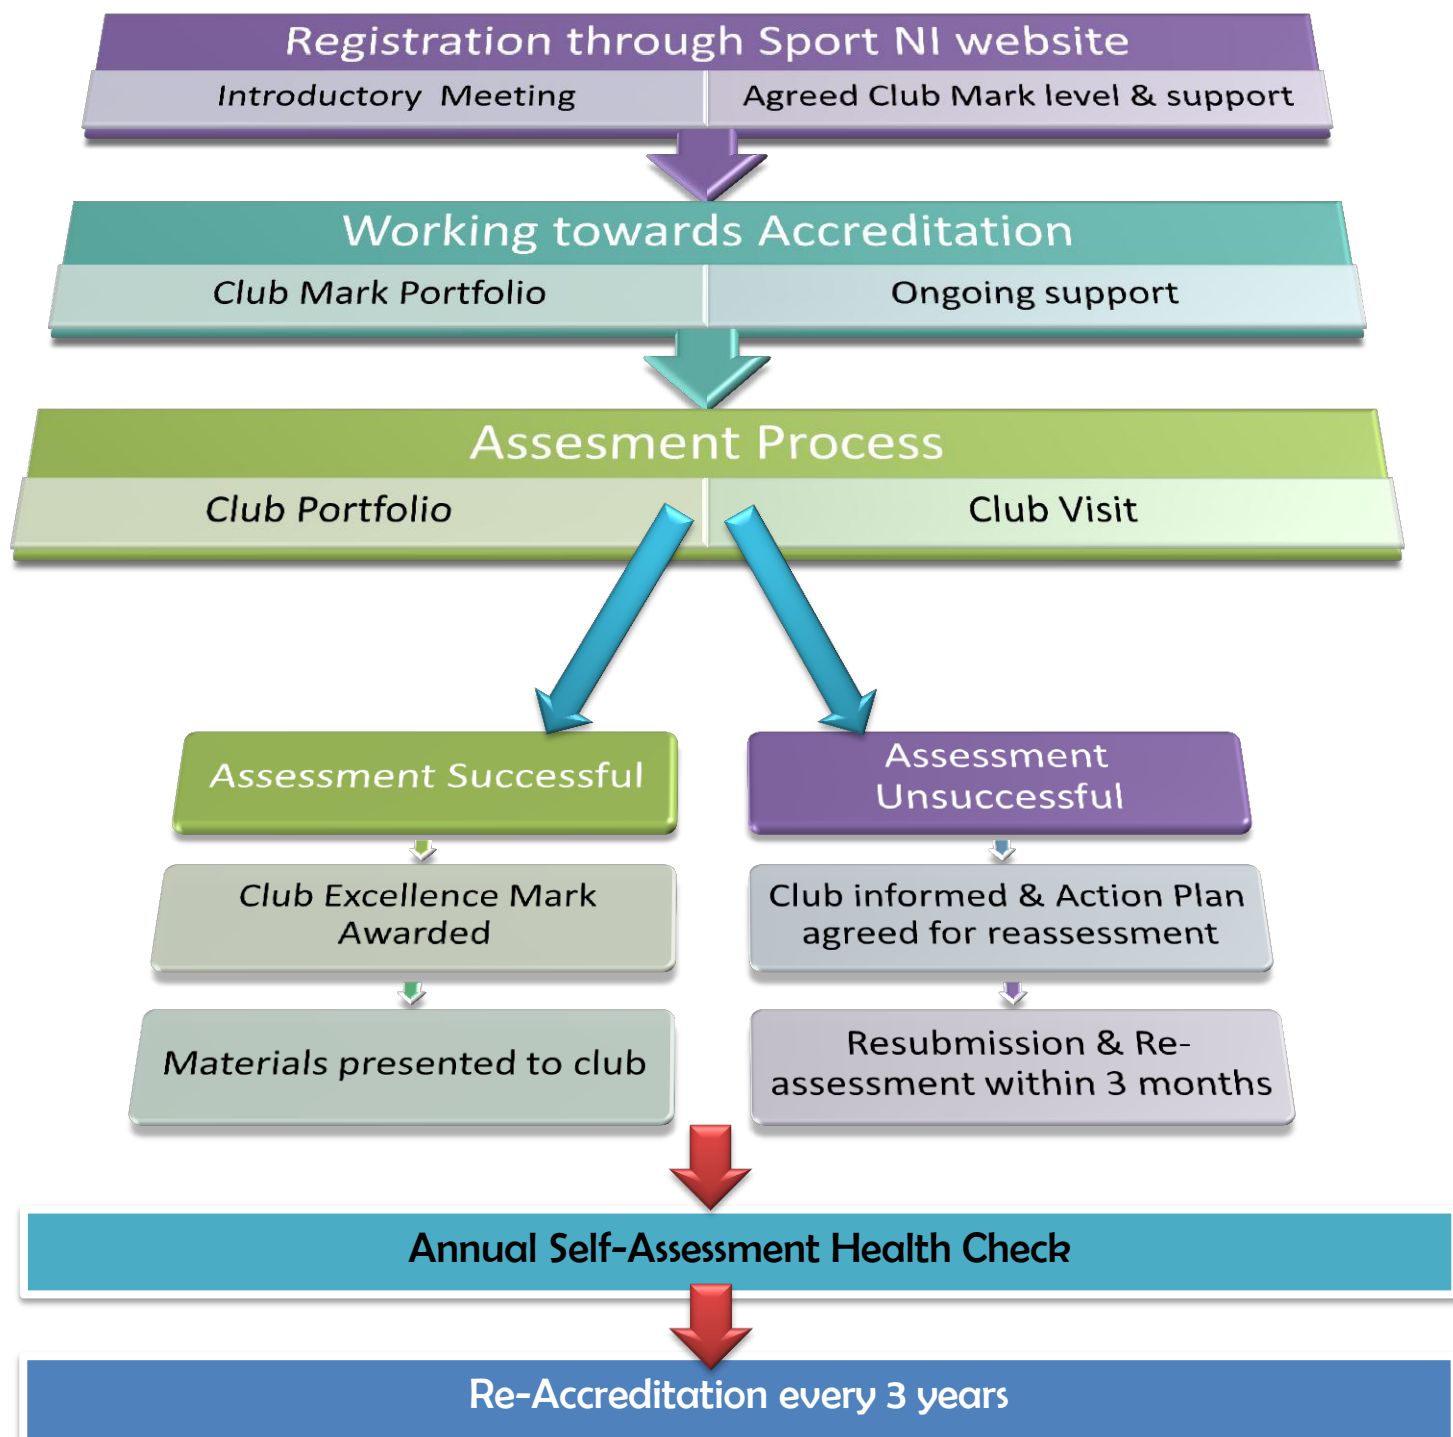 Registration through Sport NI website
Introductory Meeting
Agreed Club Mark level & support
Working towards Accreditation
Club Mark Portfolio
Ongoing support
Assesment Process
Club Portfolio
Club Visit
Assessment Successful
Club Excellence Mark
Awarded
Materials presented to club
Assessment
Unsuccessful
Club informed & Action Plan
agreed for reassessment
Resubmission & Re-
assessment within 3 months
Annual Self-Assessment Health Check
Re-Accreditation every 3 years